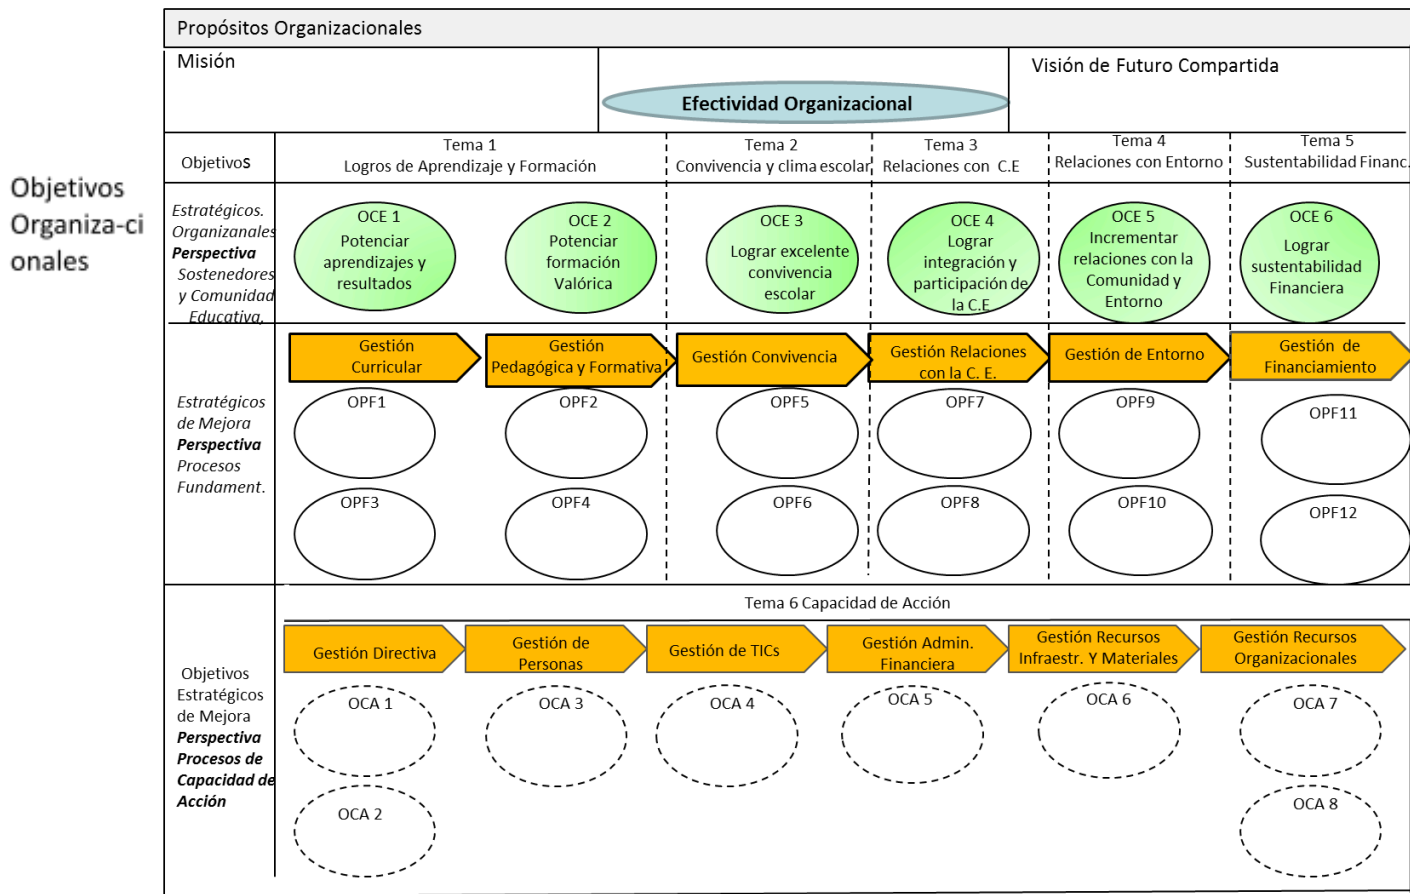 Propósitos Organizacionales
Misión
Efectividad Organizacional
Visión de Futuro Compartida
Objetivos
Organiza-ci
onales
Objetivos
Tema 1
Logros de Aprendizaje y Formación
Tema 2
Convivencia y clima escolar
Tema 3
Relaciones con C.E
Tema 4
Relaciones con Entorno
Tema 5
Sustentabilidad Financ.
Estratégicos.
Organizanales
Perspectiva
Sostenedores
y Comunidad
Educativa,
OCE 1
Potenciar
aprendizajes y
resultados
OCE 2
Potenciar
formación
Valórica
OCE 3
Lograr excelente
convivencia
escolar
OCE 4
Lograr
integración y
participación de
la C.E
OCE 5
Incrementar
relaciones con la
Comunidad y
Entorno
OCE 6
Lograr
sustentabilidad
Financiera
Gestión
Curricular
Gestión
Pedagógica y Formativa
Gestión Convivencia
Gestión Relaciones
con la C. E.
Gestión de Entorno
Gestión de
Financiamiento
Estratégicos
de Mejora
Perspectiva
Procesos
Fundament.
OPF1
OPF2
OPF5
OPF7
OPF9
OPF11
OPF3
OPF4
OPF6
OPF8
OPF10
OPF12
Tema 6 Capacidad de Acción
Gestión Directiva
Gestión de
Personas
Gestión de TICs
Gestión Admin.
Financiera
Gestión Recursos
Infraestr. Y Materiales
Gestión Recursos
Organizacionales
Objetivos
Estratégicos
de Mejora
Perspectiva
Procesos de
Capacidad de
Acción
OCA 1
OCA 3
OCA 4
OCA 5
OCA 6
OCA 7
OCA 2
OCA 8